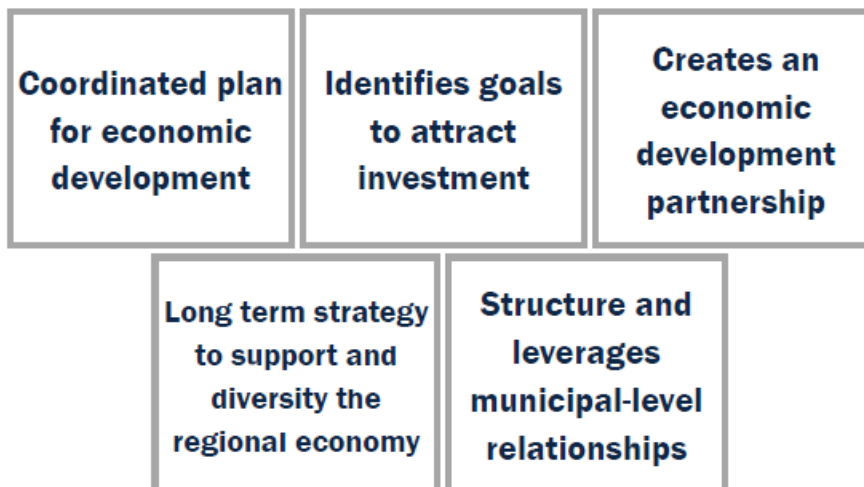 Coordinated plan
for economic
development
Identifies goals
to attract
investment
Creates an
economic
development
partnership
Long term strategy
to support and
diversity the
regional economy
Structure and
leverages
municipal-level
relationships